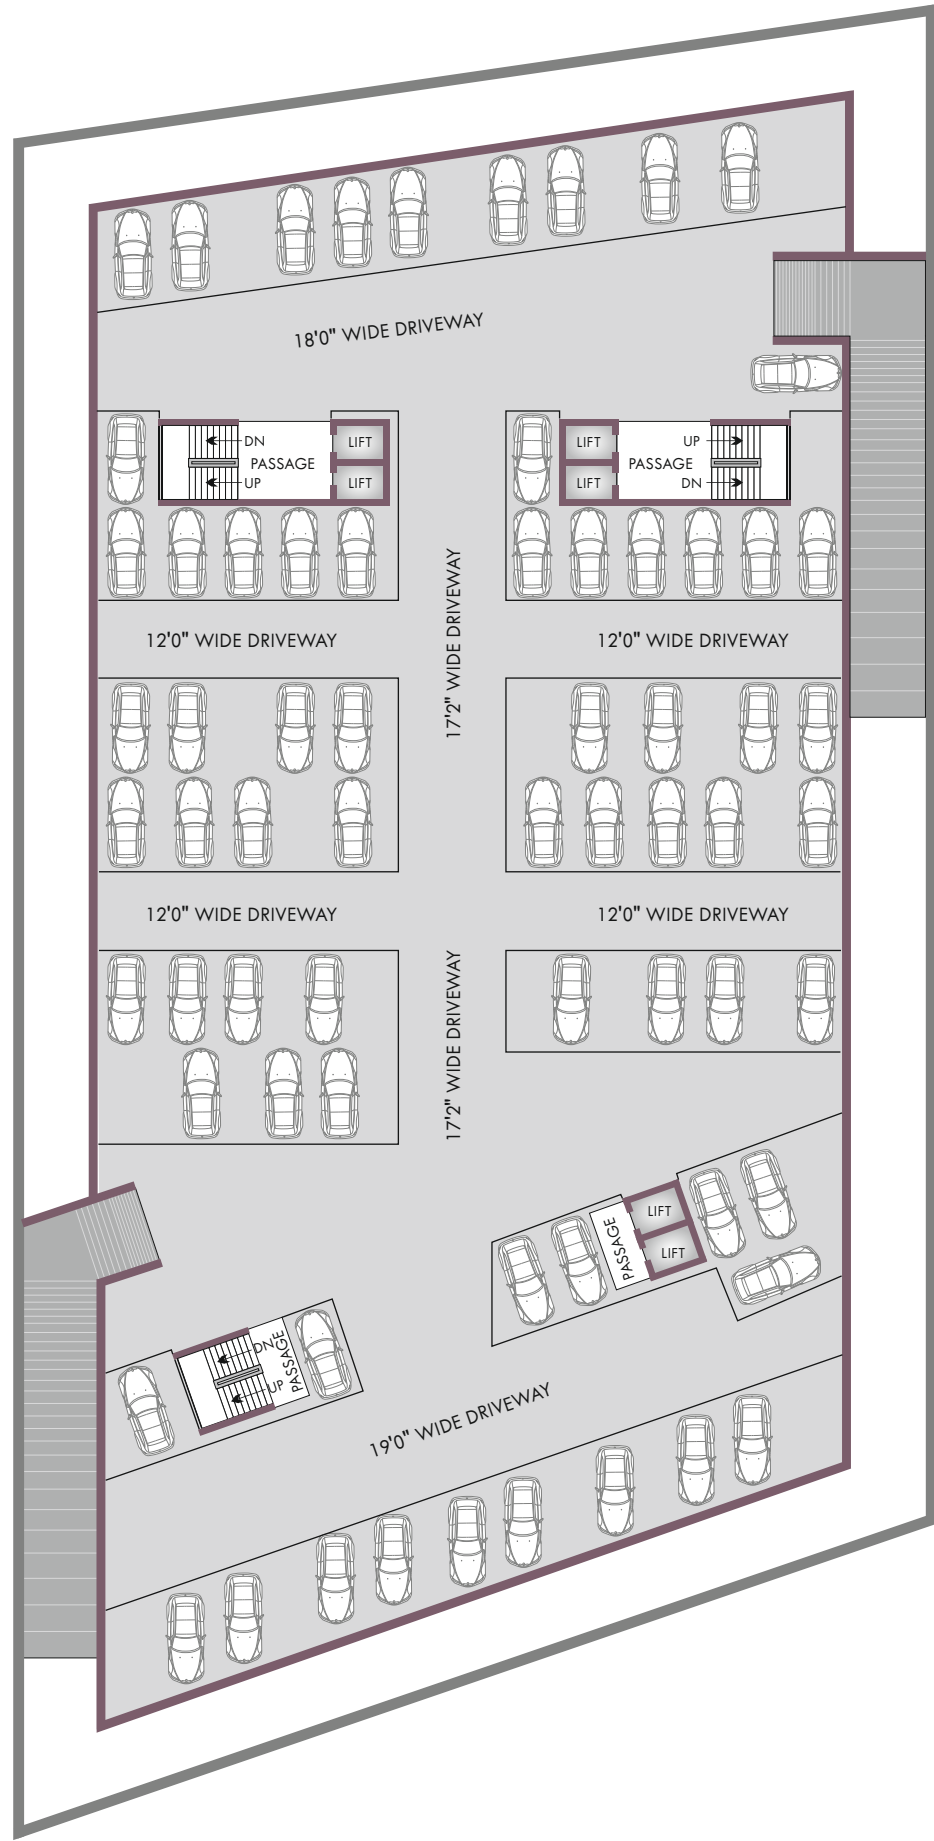 18'0" WIDE DRIVEWAY
DN
PASSAGE
UP
LIFT
LIFT
LIFT
LIFT
UP
PASSAGE
DN
17'2" WIDE DRIVEWAY
12'0" WIDE DRIVEWAY
12'0" WIDE DRIVEWAY
12'0" WIDE DRIVEWAY
12'0" WIDE DRIVEWAY
17'2" WIDE DRIVEWAY
PASSAGE
LIFT
LIFT
DN
UP
PASSAGE
19'0" WIDE DRIVEWAY